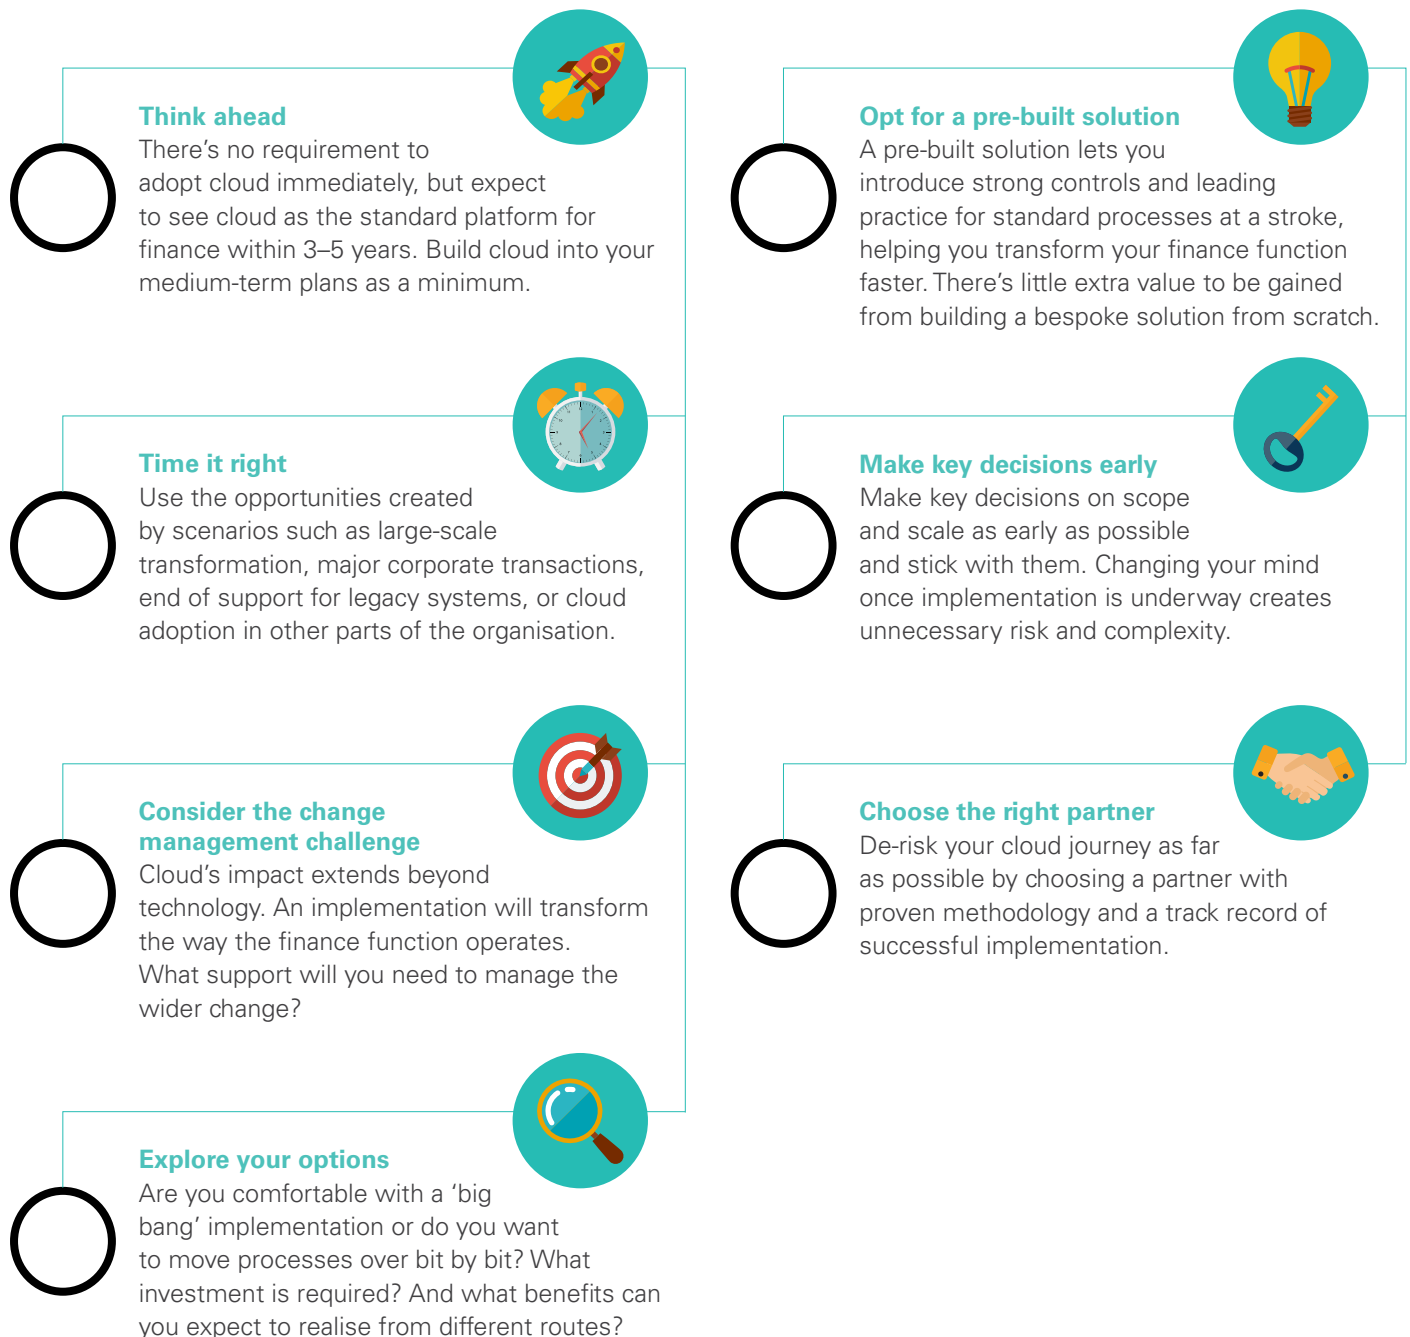 Think ahead
There’s no requirement to
adopt cloud immediately, but expect
to see cloud as the standard platform for
finance within 3–5 years. Build cloud into your
medium-term plans as a minimum.
Time it right
Use the opportunities created
by scenarios such as large-scale
transformation, major corporate transactions,
end of support for legacy systems, or cloud
adoption in other parts of the organisation.
Consider the change
management challenge
Cloud’s impact extends beyond
technology. An implementation will transform
the way the finance function operates.
What support will you need to manage the
wider change?
Explore your options
Are you comfortable with a ‘big
bang’ implementation or do you want
to move processes over bit by bit? What
investment is required? And what benefits can
you expect to realise from different routes?
Opt for a pre-built solution
A pre-built solution lets you
introduce strong controls and leading
practice for standard processes at a stroke,
helping you transform your finance function
faster. There’s little extra value to be gained
from building a bespoke solution from scratch.
Make key decisions early
Make key decisions on scope
and scale as early as possible
and stick with them. Changing your mind
once implementation is underway creates
unnecessary risk and complexity.
Choose the right partner
De-risk your cloud journey as far
as possible by choosing a partner with
proven methodology and a track record of
successful implementation.